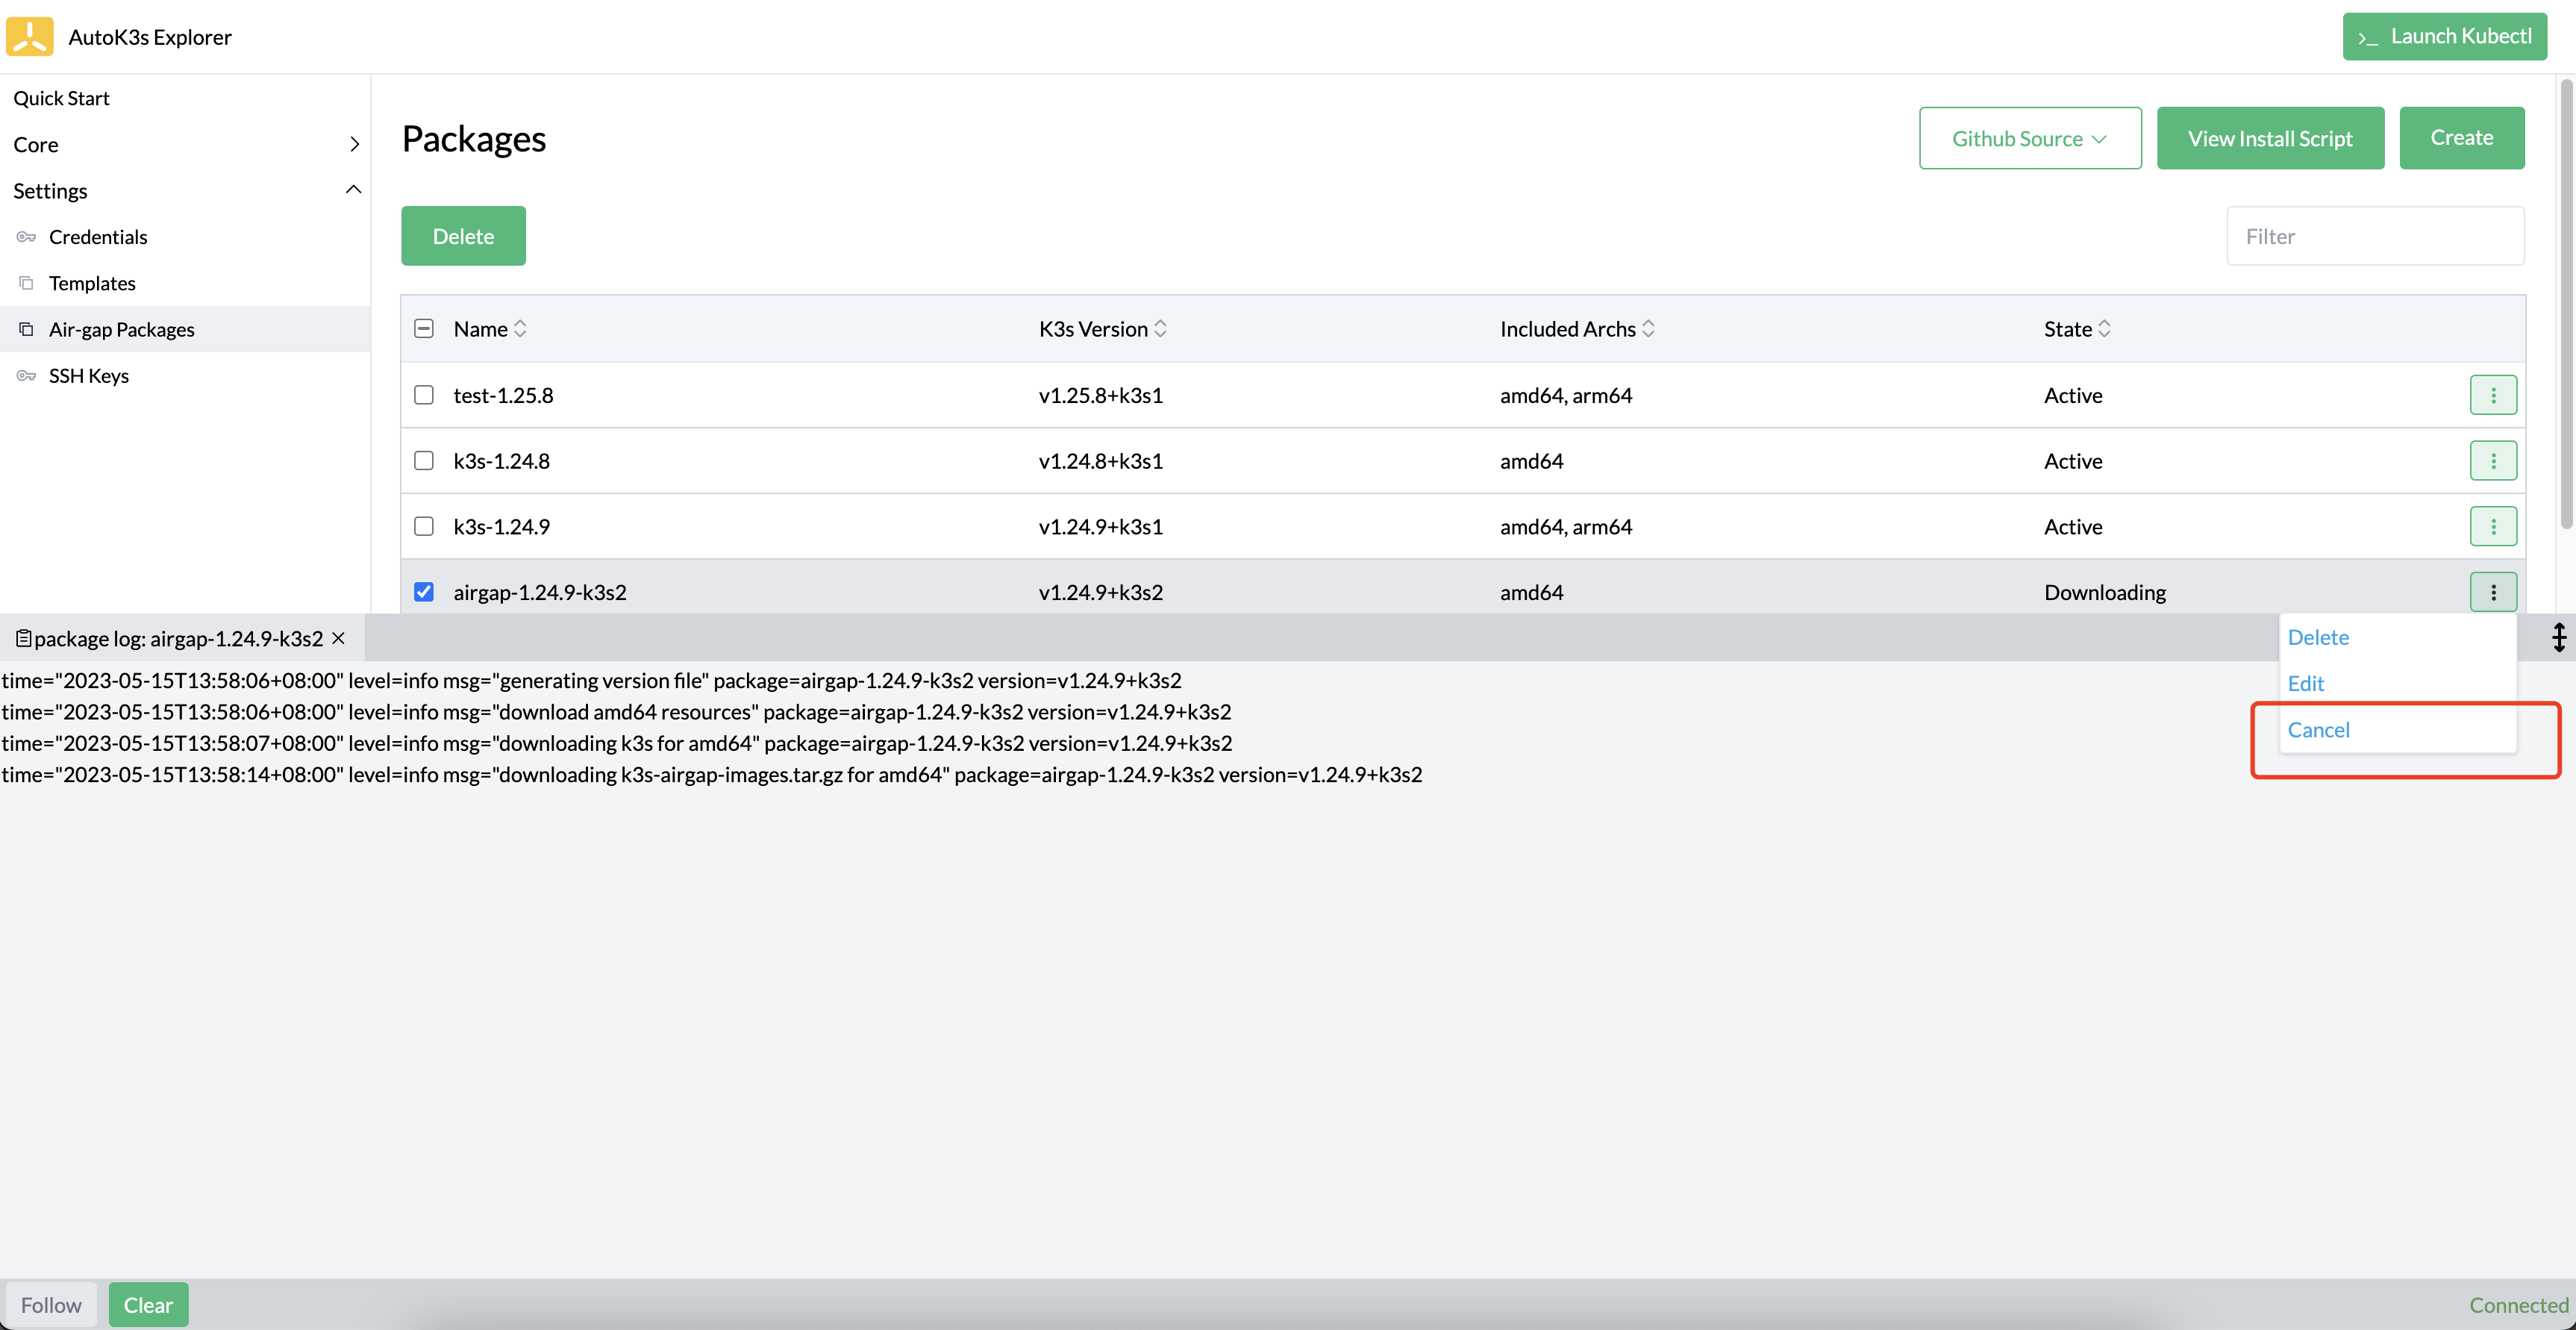 AutoK3s Explorer
>_ Launch Kubectl
Quick Start
Core
Settings
Credentials
Templates
Air-gap Packages
SSH Keys
Packages
Github Source
View Install Script
Create
Delete
Filter
Name K3s Version Included Archs State
test-1.25.8 v1.25.8+k3s1 amd64, arm64 Active
k3s-1.24.8 v1.24.8+k3s1 amd64 Active
k3s-1.24.9 v1.24.9+k3s1 amd64, arm64 Active
airgap-1.24.9-k3s2 v1.24.9+k3s2 amd64 Downloading
Delete
Edit
Cancel
package log: airgap-1.24.9-k3s2
time="2023-05-15T13:58:06+08:00" level=info msg="generating version file" package=airgap-1.24.9-k3s2 version=v1.24.9+k3s2
time="2023-05-15T13:58:06+08:00" level=info msg="download amd64 resources" package=airgap-1.24.9-k3s2 version=v1.24.9+k3s2
time="2023-05-15T13:58:07+08:00" level=info msg="downloading k3s for amd64" package=airgap-1.24.9-k3s2 version=v1.24.9+k3s2
time="2023-05-15T13:58:14+08:00" level=info msg="downloading k3s-airgap-images.tar.gz for amd64" package=airgap-1.24.9-k3s2 version=v1.24.9+k3s2
Follow
Clear
Connected